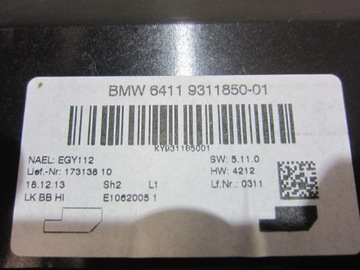 BMW 6411 9311850-01
KY931185001
NAEL: EGY112
SW: 5.11.0
Lief.-Nr: 173138 10
HW: 4212
18.12.13 Sh2 L1
Lf.Nr.: 0311
LK BB HI E1062005 1